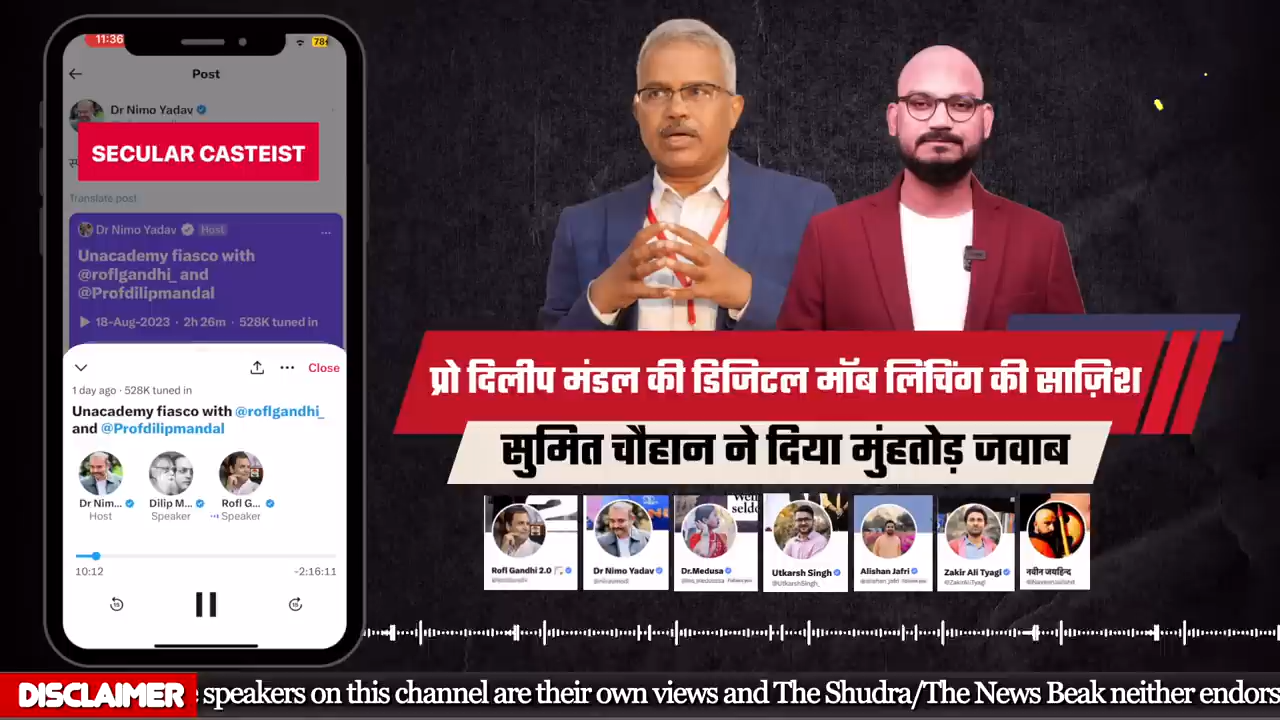 11:36
78
Post
Dr Nimo Yadav
SECULAR CASTEIST
Translate post
Dr Nimo Yadav Host
Unacademy fiasco with
@roflgandhi_ and
@Profdilipmandal
18-Aug-2023 · 2h 26m · 528K tuned in
Close
1 day ago · 528K tuned in
Unacademy fiasco with @roflgandhi_
and @Profdilipmandal
Dr Nim...
Host
Dilip M...
Speaker
Rofl G...
Speaker
10:12
-2:16:11
प्रो दिलीप मंडल की डिजिटल मॉब लिंचिंग की साज़िश
सुमित चौहान ने दिया मुंहतोड़ जवाब
Rofl Gandhi 2.0
Dr Nimo Yadav
Dr.Medusa
Utkarsh Singh
@UtkarshSingh_
Alishan Jafri
Zakir Ali Tyagi
@ZakirAliTyagi
नवीन जयहिन्द
DISCLAIMER
speakers on this channel are their own views and The Shudra/The News Beak neither endors